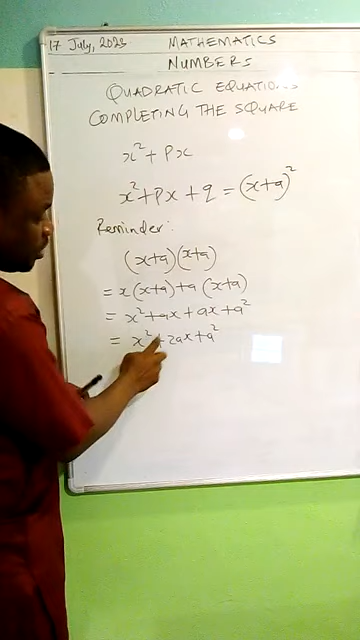 17 July, 2023 MATHEMATICS
NUMBERS
QUADRATIC EQUATIONS
COMPLETING THE SQUARE
x² + px
x² + px + q = (x+a)²
Reminder:
(x+a)(x+a)
= x(x+a)+a(x+a)
= x²+ax+ax+a²
= x²+2ax+a²